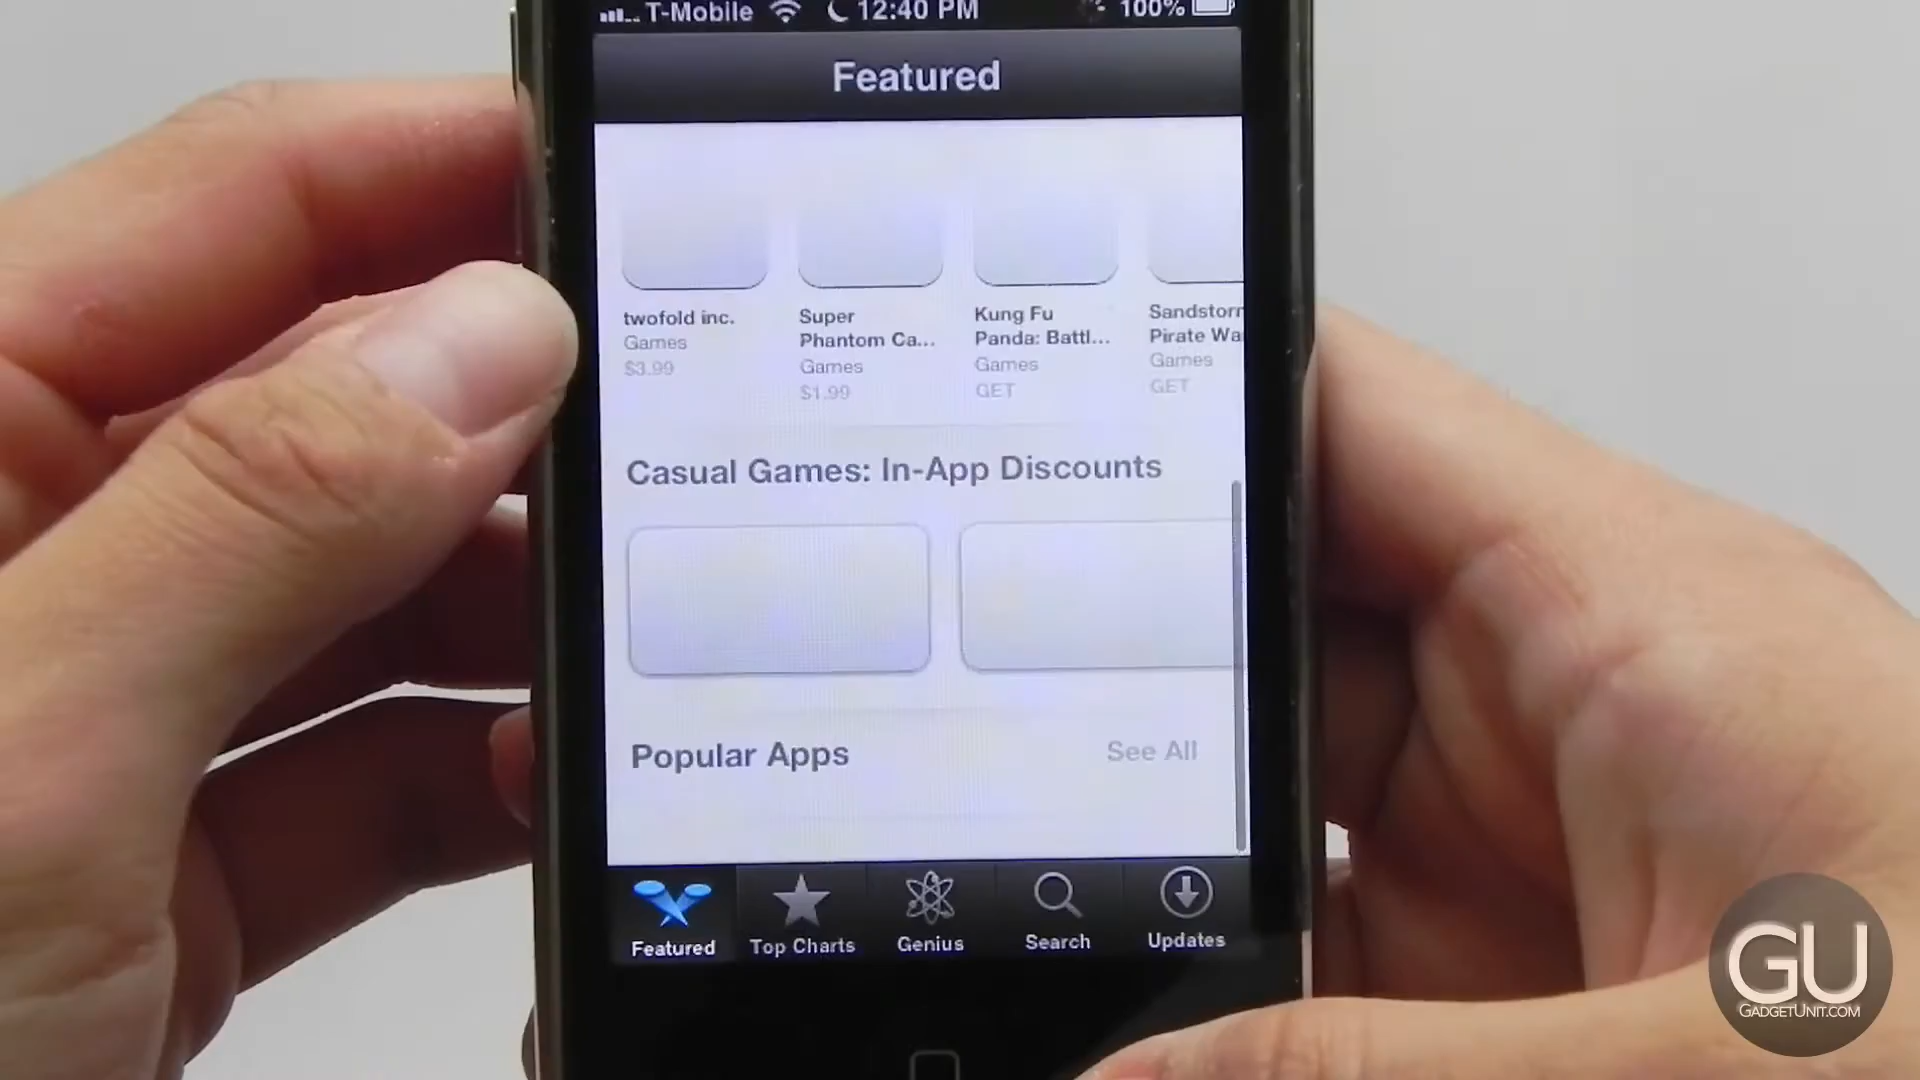 T-Mobile 12:40 PM 100%
Featured
twofold inc.
Games
$3.99
Super
Phantom Ca...
Games
$1.99
Kung Fu
Panda: Battl...
Games
GET
Sandstorm
Pirate Wa
Games
GET
Casual Games: In-App Discounts
Popular Apps See All
Featured Top Charts Genius Search Updates
GU
GADGETUNIT.COM